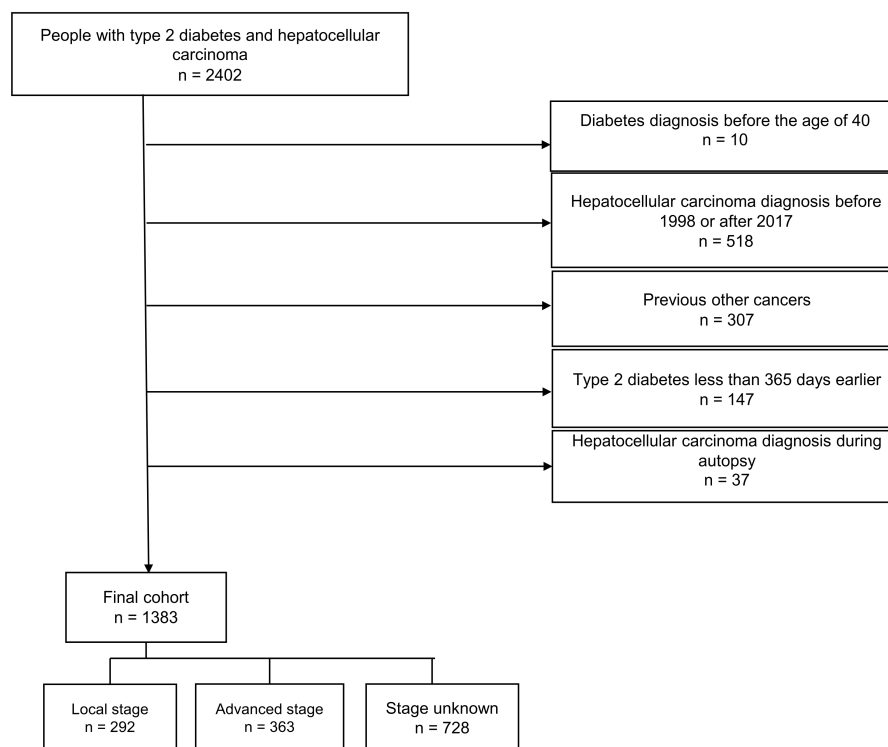 People with type 2 diabetes and hepatocellular
carcinoma
n = 2402
Diabetes diagnosis before the age of 40
n = 10
Hepatocellular carcinoma diagnosis before
1998 or after 2017
n = 518
Previous other cancers
n = 307
Type 2 diabetes less than 365 days earlier
n = 147
Hepatocellular carcinoma diagnosis during
autopsy
n = 37
Final cohort
n = 1383
Local stage
n = 292
Advanced stage
n = 363
Stage unknown
n = 728